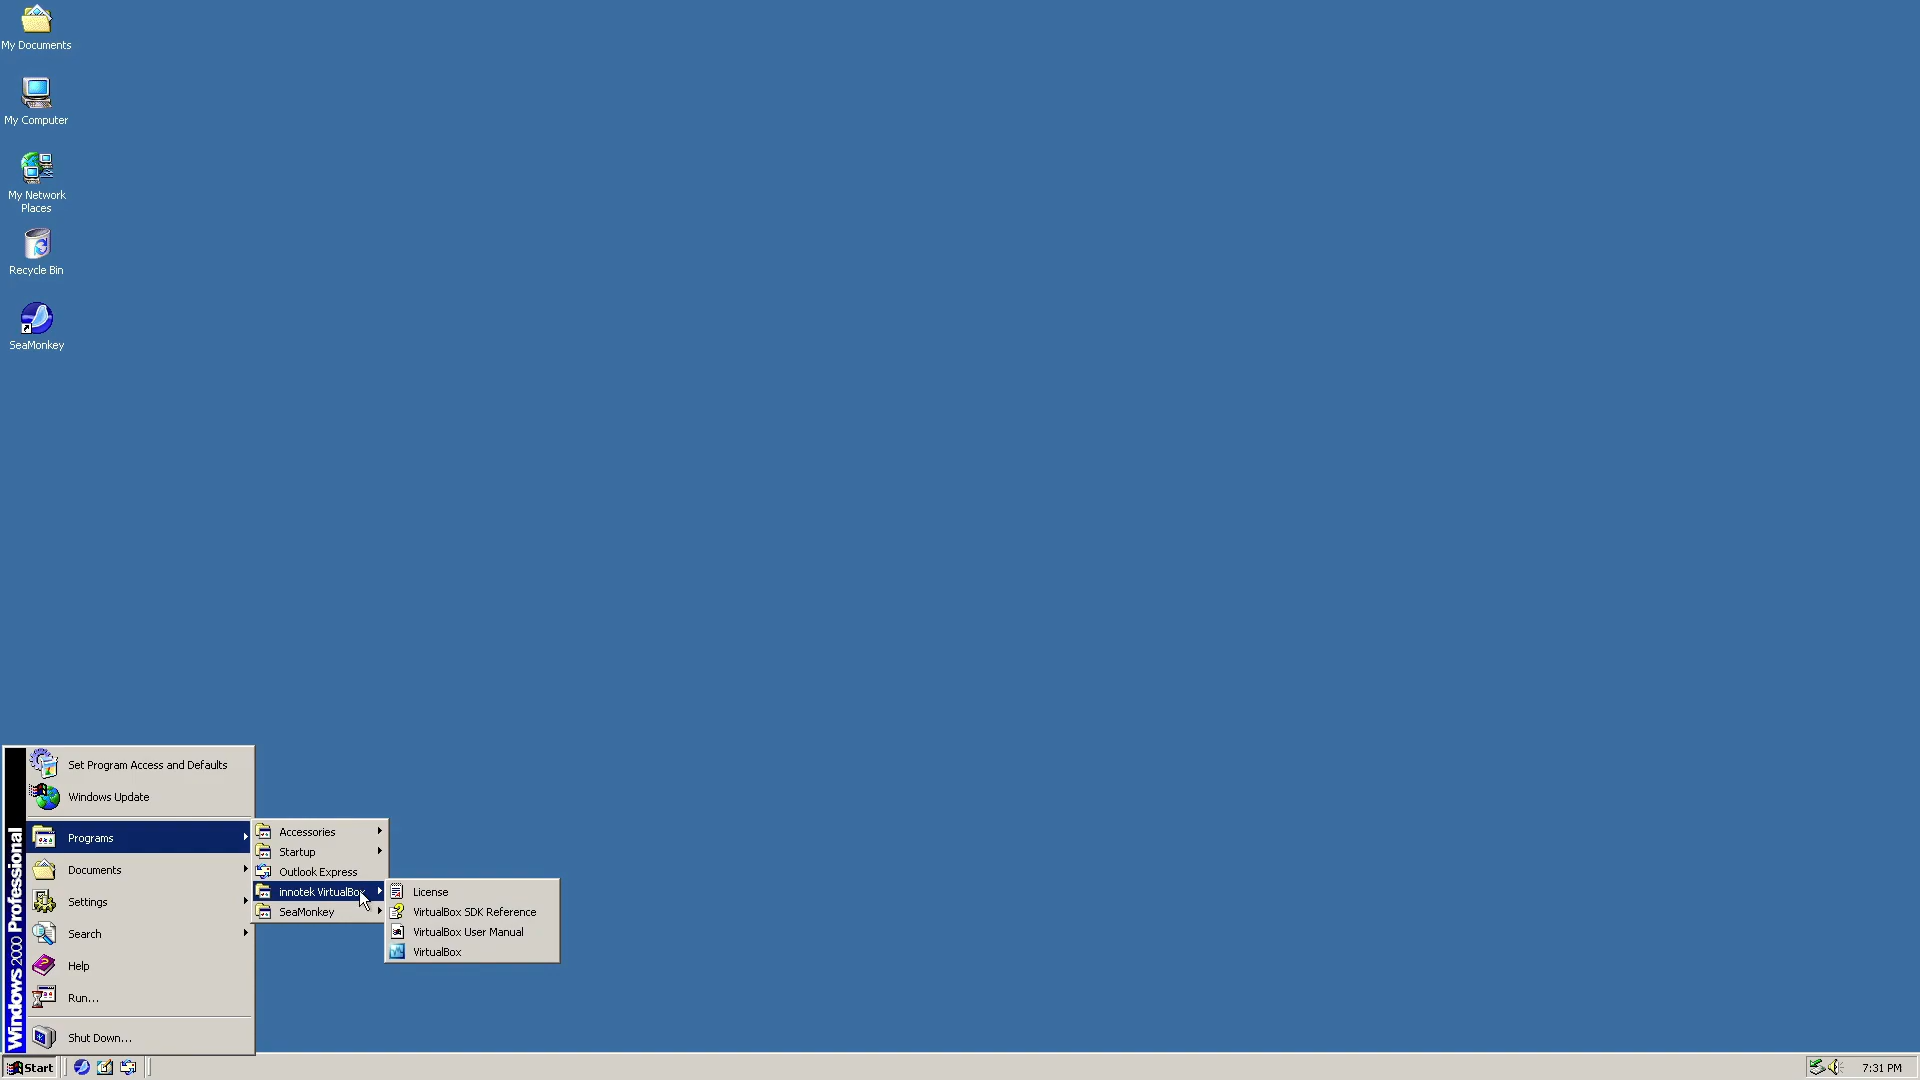 My Documents
My Computer
My Network
Places
Recycle Bin
SeaMonkey
Set Program Access and Defaults
Windows Update
Programs
Documents
Settings
Search
Help
Run...
Shut Down...
Windows 2000 Professional
Accessories
Startup
Outlook Express
innotek VirtualBox
SeaMonkey
License
VirtualBox SDK Reference
VirtualBox User Manual
VirtualBox
Start
7:31 PM